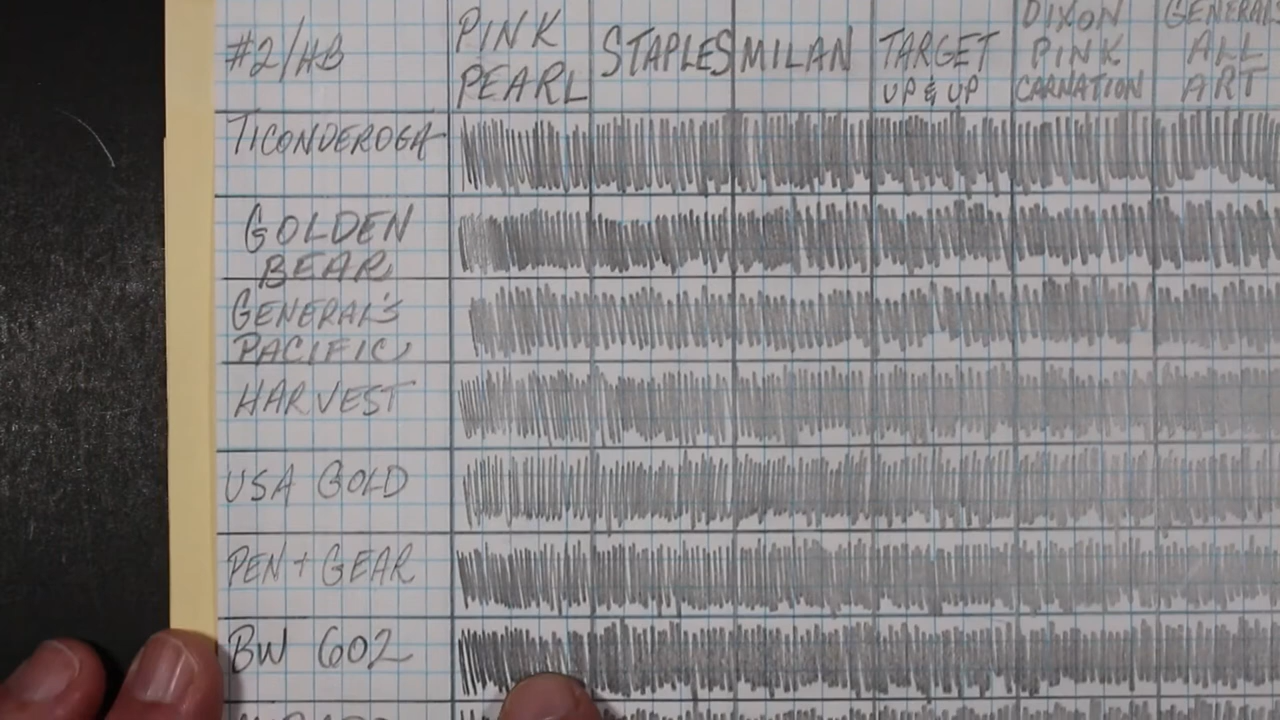 #2/HB
PINK
PEARL
STAPLES
MILAN
TARGET
UP & UP
DIXON
PINK
CARNATION
GENERALS
ALL
ART
TICONDEROGA
GOLDEN
BEAR
GENERAL'S
PACIFIC
HARVEST
USA GOLD
PEN + GEAR
BW 602